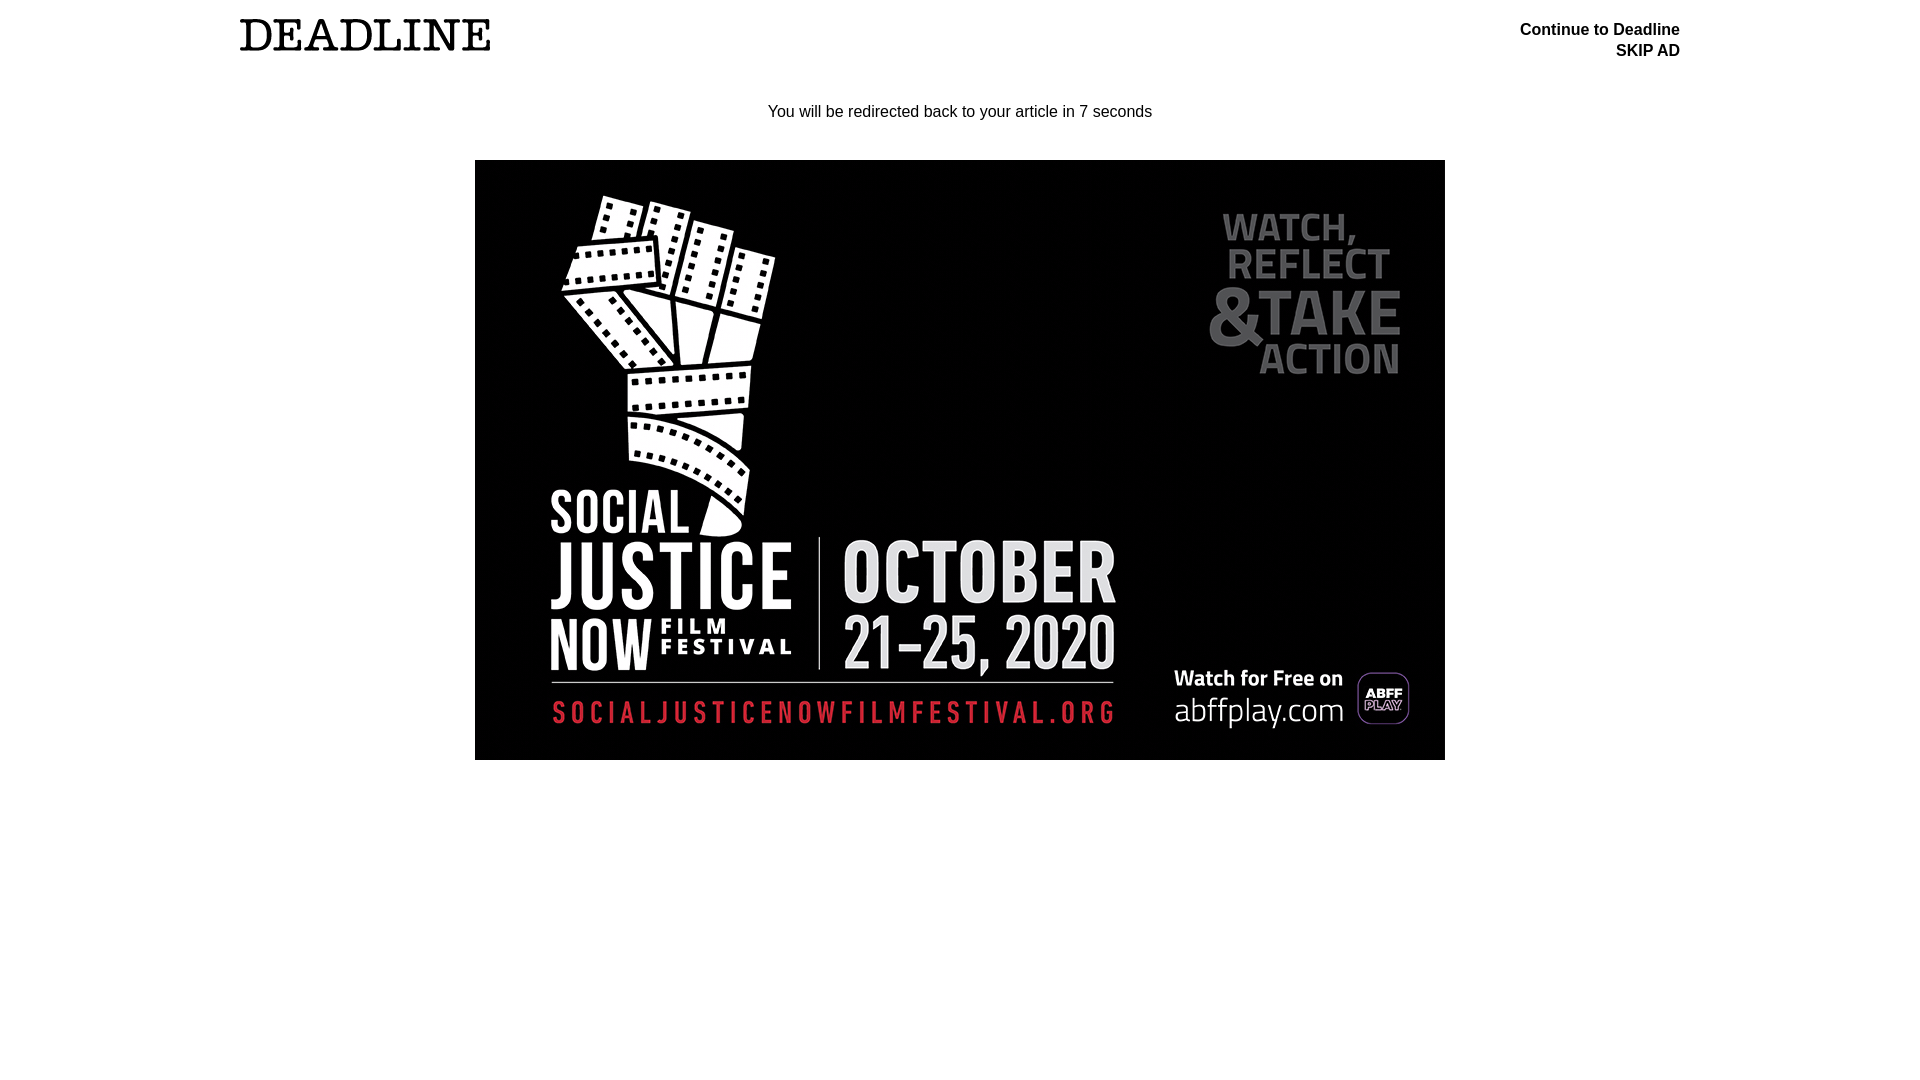 DEADLINE
Continue to Deadline
SKIP AD
You will be redirected back to your article in 7 seconds
WATCH,
REFLECT
& TAKE
ACTION
SOCIAL
JUSTICE
NOW FILM
FESTIVAL
OCTOBER
21–25, 2020
SOCIALJUSTICENOWFILMFESTIVAL.ORG
Watch for Free on
abffplay.com
ABFF
PLAY